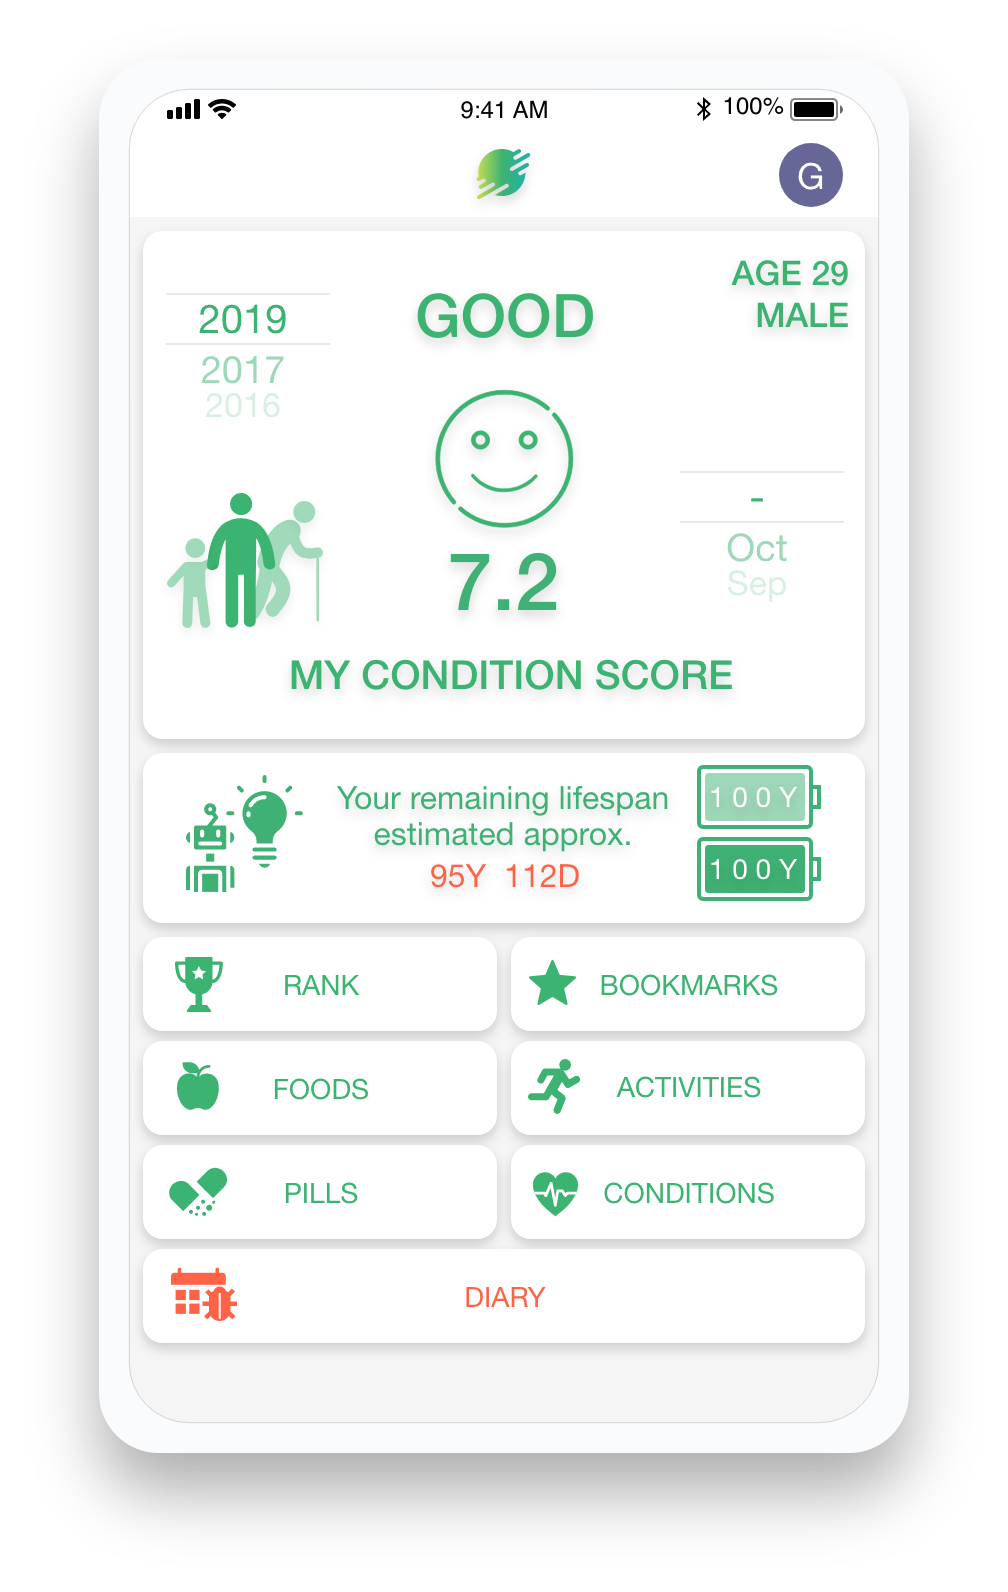 9:41 AM
100%
G
AGE 29
MALE
2019
2017
2016
GOOD
-
Oct
Sep
7.2
MY CONDITION SCORE
Your remaining lifespan
estimated approx.
95Y 112D
100Y
100Y
RANK
BOOKMARKS
FOODS
ACTIVITIES
PILLS
CONDITIONS
DIARY